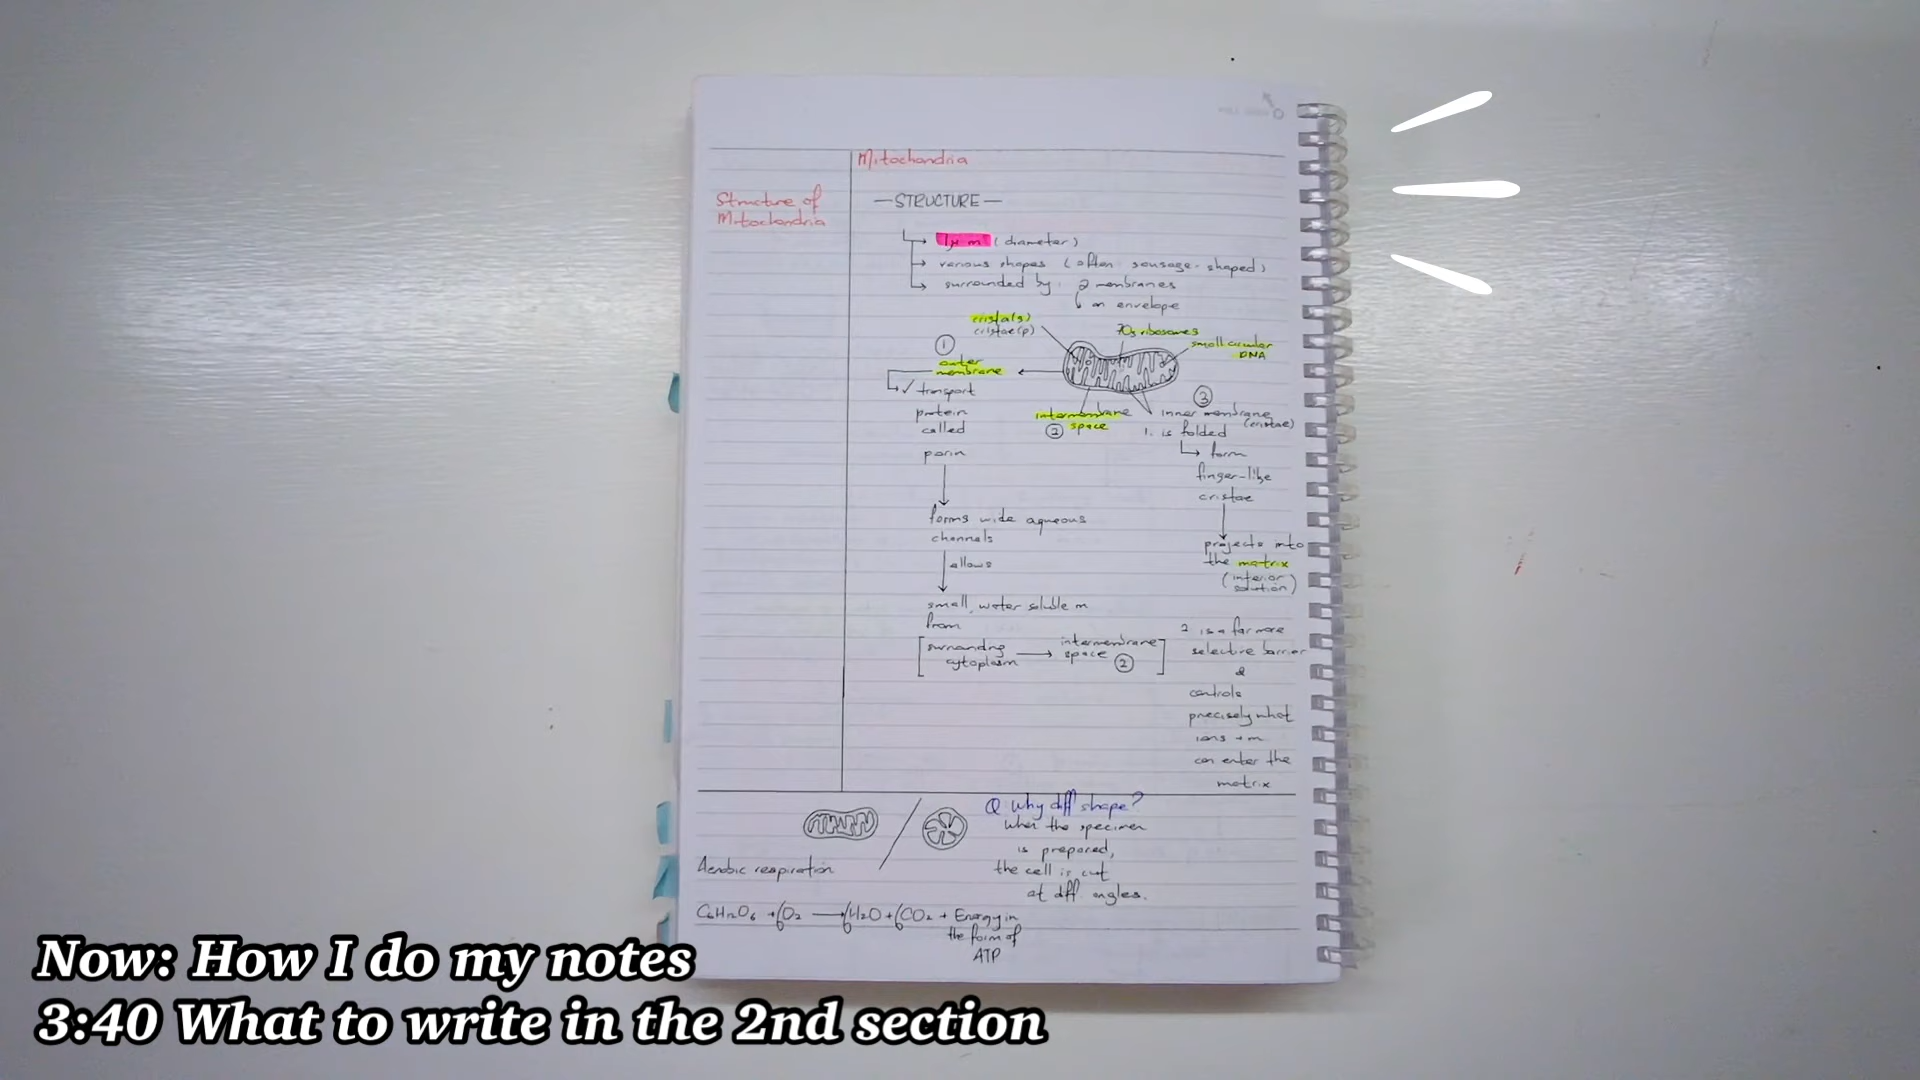 Mitochondria
Structure of
Mitochondria
— STRUCTURE —
1μ m (diameter)
various shapes (often sausage-shaped)
surrounded by: 2 membranes
an envelope
crista(s)
cristae(p)
70s ribosomes
small circular
DNA
①
outer
membrane
✓ transport
protein
called
porin
forms wide aqueous
channels
allows
small, water soluble m
from
[surrounding
cytoplasm → intermembrane
space ②]
intermembrane
② space
③
inner membrane
(cristae)
1. is folded
form
finger-like
cristae
projects into
the matrix
(interior
solution)
2 is a far more
selective barrier
&
controls
precisely what
ions + m
can enter the
matrix
Q Why diff shape?
when the specimen
is prepared,
the cell is cut
at diff. angles.
Aerobic respiration
C6H12O6 + 6O2 → 6H2O + 6CO2 + Energy in
the form of
ATP
Now: How I do my notes
3:40 What to write in the 2nd section